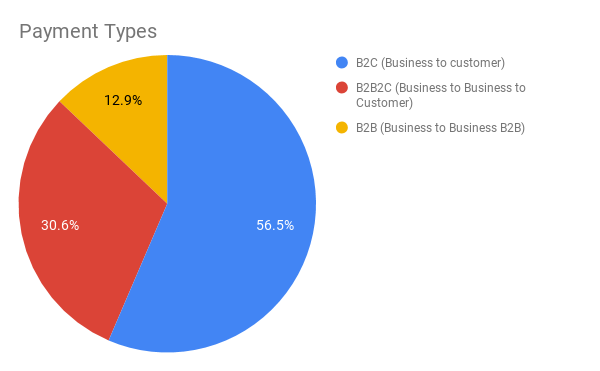 Payment Types
B2C (Business to customer)
B2B2C (Business to Business to
Customer)
B2B (Business to Business B2B)
12.9%
30.6%
56.5%